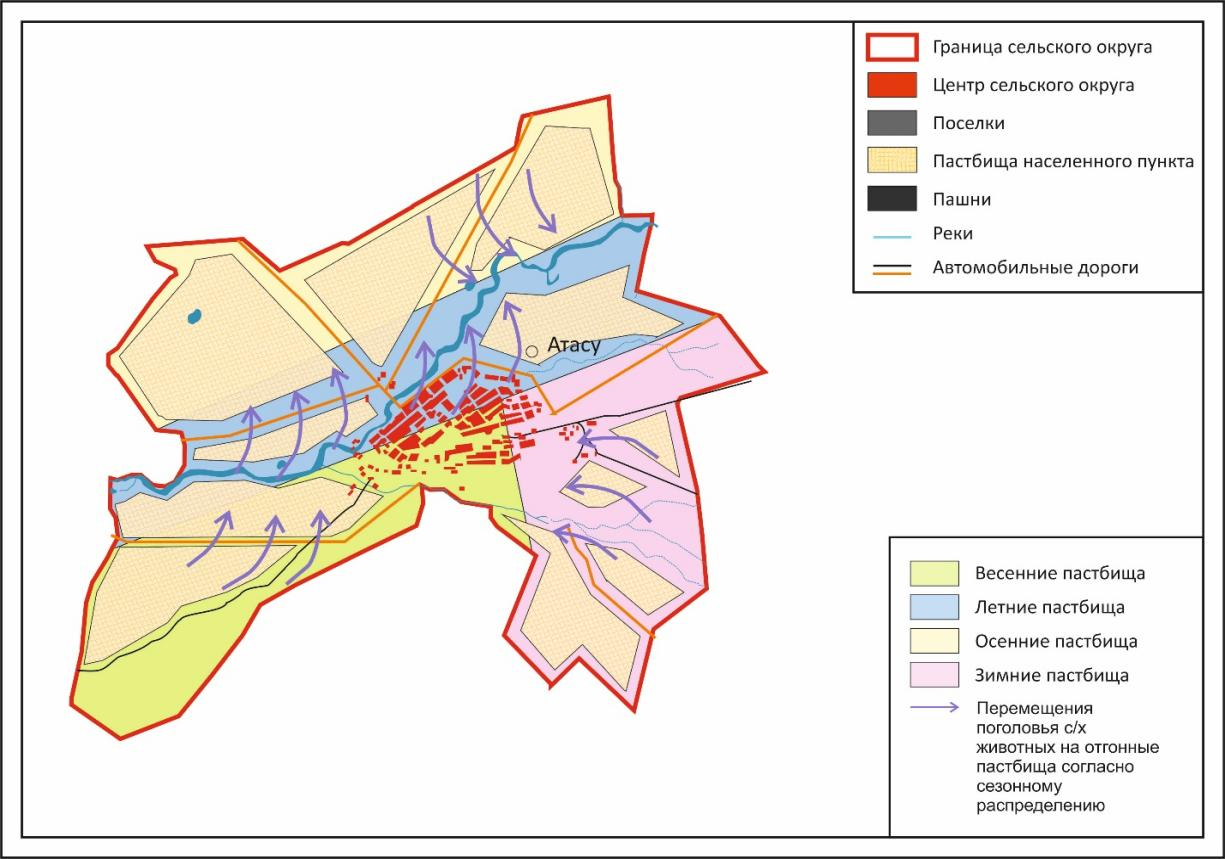 Граница сельского округа
Центр сельского округа
Поселки
Пастбища населенного пункта
Пашни
Реки
Автомобильные дороги
Атасу
Весенние пастбища
Летние пастбища
Осенние пастбища
Зимние пастбища
Перемещения
поголовья с/х
животных на отгонные
пастбища согласно
сезонному
распределению